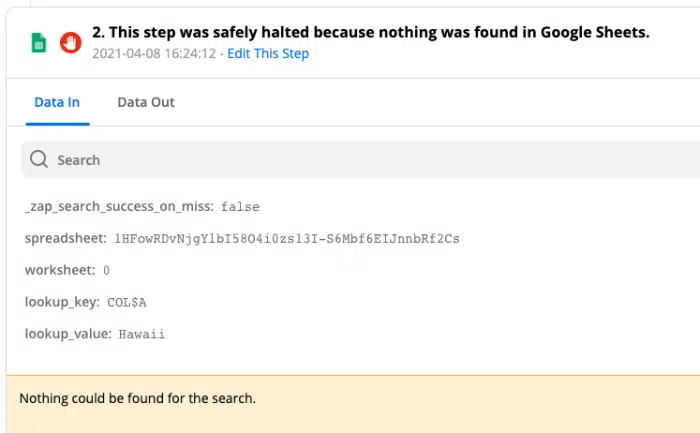 2. This step was safely halted because nothing was found in Google Sheets.
2021-04-08 16:24:12 - Edit This Step
Data In Data Out
Search
_zap_search_success_on_miss: false
spreadsheet: 1HFowRDvNjgYlbI58O4i0zsl3I-S6Mbf6EIJnnbRf2Cs
worksheet: 0
lookup_key: COL$A
lookup_value: Hawaii
Nothing could be found for the search.